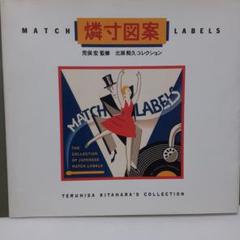 MATCH 燐寸図案 LABELS
荒俣宏 監修 北原照久コレクション
MATCH
LABELS
THE
COLLECTION
OF JAPANESE
MATCH LABELS
TERUHISA KITAHARA'S COLLECTION